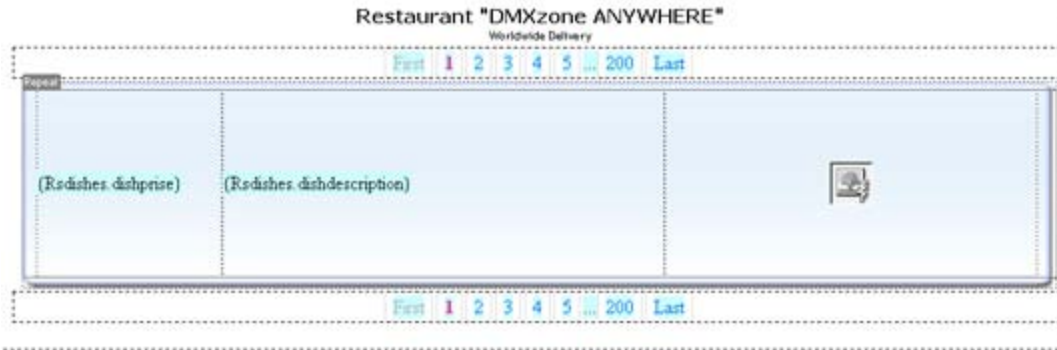 Restaurant "DMXzone ANYWHERE"
Worldwide Delivery
First 1 2 3 4 5 ... 200 Last
Repeat
(Rsdishes.dishprise) (Rsdishes.dishdescription)
First 1 2 3 4 5 ... 200 Last